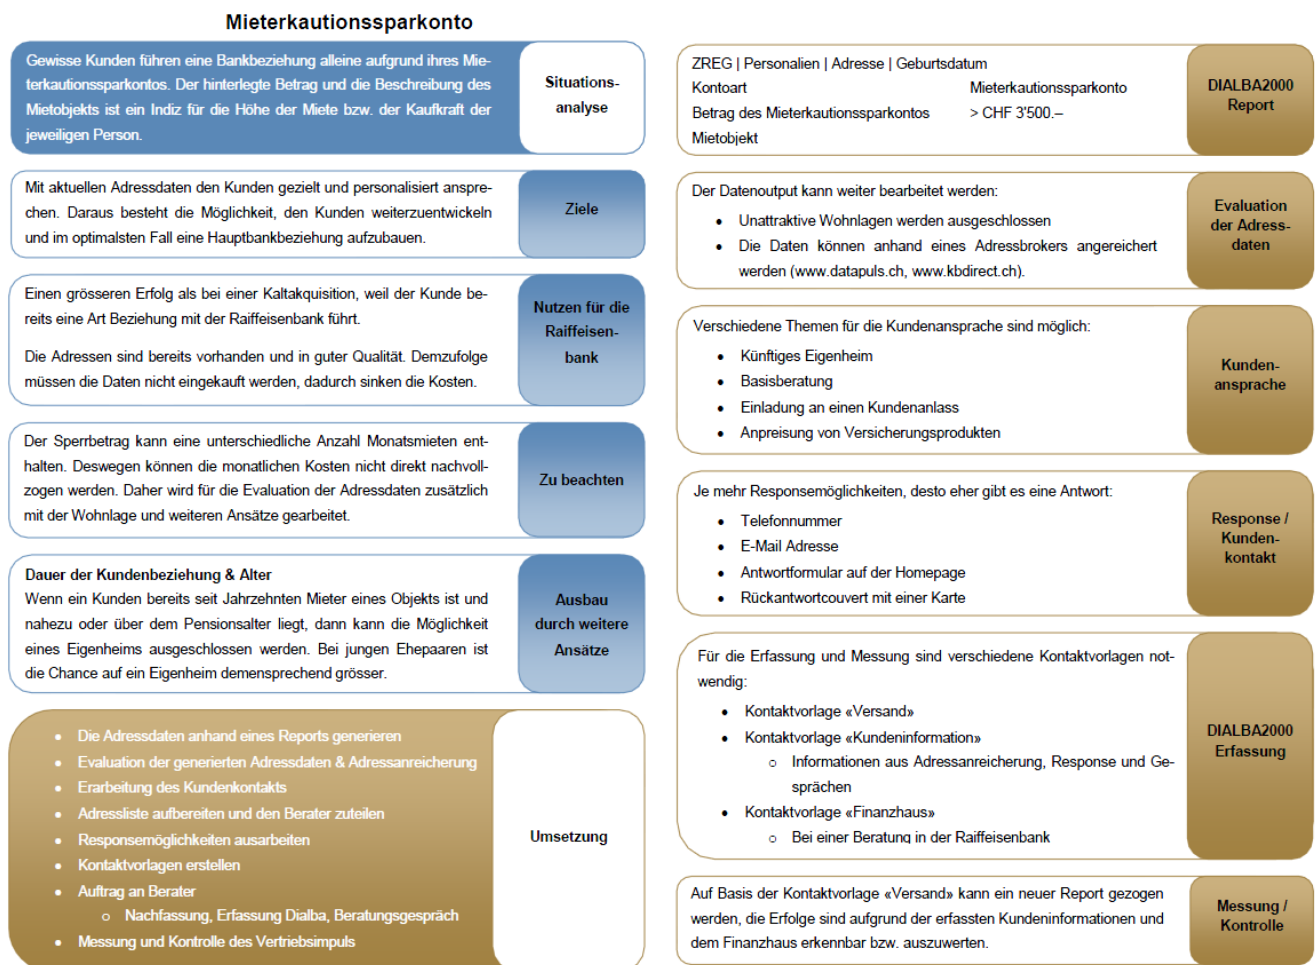 Mieterkautionssparkonto
Gewisse Kunden führen eine Bankbeziehung alleine aufgrund ihres Mie-
terkautionssparkontos. Der hinterlegte Betrag und die Beschreibung des
Mietobjekts ist ein Indiz für die Höhe der Miete bzw. der Kaufkraft der
jeweiligen Person.
Situations-
analyse
Mit aktuellen Adressdaten den Kunden gezielt und personalisiert anspre-
chen. Daraus besteht die Möglichkeit, den Kunden weiterzuentwickeln
und im optimalsten Fall eine Hauptbankbeziehung aufzubauen.
Ziele
Einen grösseren Erfolg als bei einer Kaltakquisition, weil der Kunde be-
reits eine Art Beziehung mit der Raiffeisenbank führt.
Die Adressen sind bereits vorhanden und in guter Qualität. Demzufolge
müssen die Daten nicht eingekauft werden, dadurch sinken die Kosten.
Nutzen für die
Raiffeisen-
bank
Der Sperrbetrag kann eine unterschiedliche Anzahl Monatsmieten ent-
halten. Deswegen können die monatlichen Kosten nicht direkt nachvoll-
zogen werden. Daher wird für die Evaluation der Adressdaten zusätzlich
mit der Wohnlage und weiteren Ansätze gearbeitet.
Zu beachten
Dauer der Kundenbeziehung & Alter
Wenn ein Kunden bereits seit Jahrzehnten Mieter eines Objekts ist und
nahezu oder über dem Pensionsalter liegt, dann kann die Möglichkeit
eines Eigenheims ausgeschlossen werden. Bei jungen Ehepaaren ist
die Chance auf ein Eigenheim demensprechend grösser.
Ausbau
durch weitere
Ansätze
• Die Adressdaten anhand eines Reports generieren
• Evaluation der generierten Adressdaten & Adressanreicherung
• Erarbeitung des Kundenkontakts
• Adressliste aufbereiten und den Berater zuteilen
• Responsemöglichkeiten ausarbeiten
• Kontaktvorlagen erstellen
• Auftrag an Berater
o Nachfassung, Erfassung Dialba, Beratungsgespräch
• Messung und Kontrolle des Vertriebsimpuls
Umsetzung
ZREG | Personalien | Adresse | Geburtsdatum
Kontoart Mieterkautionssparkonto
Betrag des Mieterkautionssparkontos > CHF 3'500.–
Mietobjekt
DIALBA2000
Report
Der Datenoutput kann weiter bearbeitet werden:
• Unattraktive Wohnlagen werden ausgeschlossen
• Die Daten können anhand eines Adressbrokers angereichert
werden (www.datapuls.ch, www.kbdirect.ch).
Evaluation
der Adress-
daten
Verschiedene Themen für die Kundenansprache sind möglich:
• Künftiges Eigenheim
• Basisberatung
• Einladung an einen Kundenanlass
• Anpreisung von Versicherungsprodukten
Kunden-
ansprache
Je mehr Responsemöglichkeiten, desto eher gibt es eine Antwort:
• Telefonnummer
• E-Mail Adresse
• Antwortformular auf der Homepage
• Rückantwortcouvert mit einer Karte
Response /
Kunden-
kontakt
Für die Erfassung und Messung sind verschiedene Kontaktvorlagen not-
wendig:
• Kontaktvorlage «Versand»
• Kontaktvorlage «Kundeninformation»
o Informationen aus Adressanreicherung, Response und Ge-
sprächen
• Kontaktvorlage «Finanzhaus»
o Bei einer Beratung in der Raiffeisenbank
DIALBA2000
Erfassung
Auf Basis der Kontaktvorlage «Versand» kann ein neuer Report gezogen
werden, die Erfolge sind aufgrund der erfassten Kundeninformationen und
dem Finanzhaus erkennbar bzw. auszuwerten.
Messung /
Kontrolle